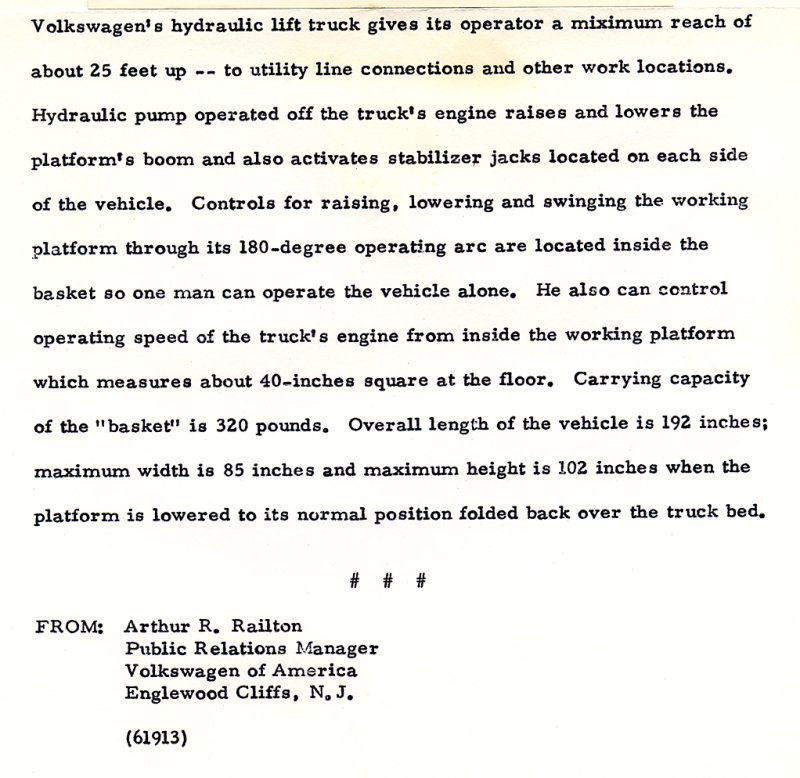 Volkswagen's hydraulic lift truck gives its operator a miximum reach of
about 25 feet up -- to utility line connections and other work locations.
Hydraulic pump operated off the truck's engine raises and lowers the
platform's boom and also activates stabilizer jacks located on each side
of the vehicle. Controls for raising, lowering and swinging the working
platform through its 180-degree operating arc are located inside the
basket so one man can operate the vehicle alone. He also can control
operating speed of the truck's engine from inside the working platform
which measures about 40-inches square at the floor. Carrying capacity
of the "basket" is 320 pounds. Overall length of the vehicle is 192 inches;
maximum width is 85 inches and maximum height is 102 inches when the
platform is lowered to its normal position folded back over the truck bed.
# # #
FROM: Arthur R. Railton
Public Relations Manager
Volkswagen of America
Englewood Cliffs, N.J.
(61913)